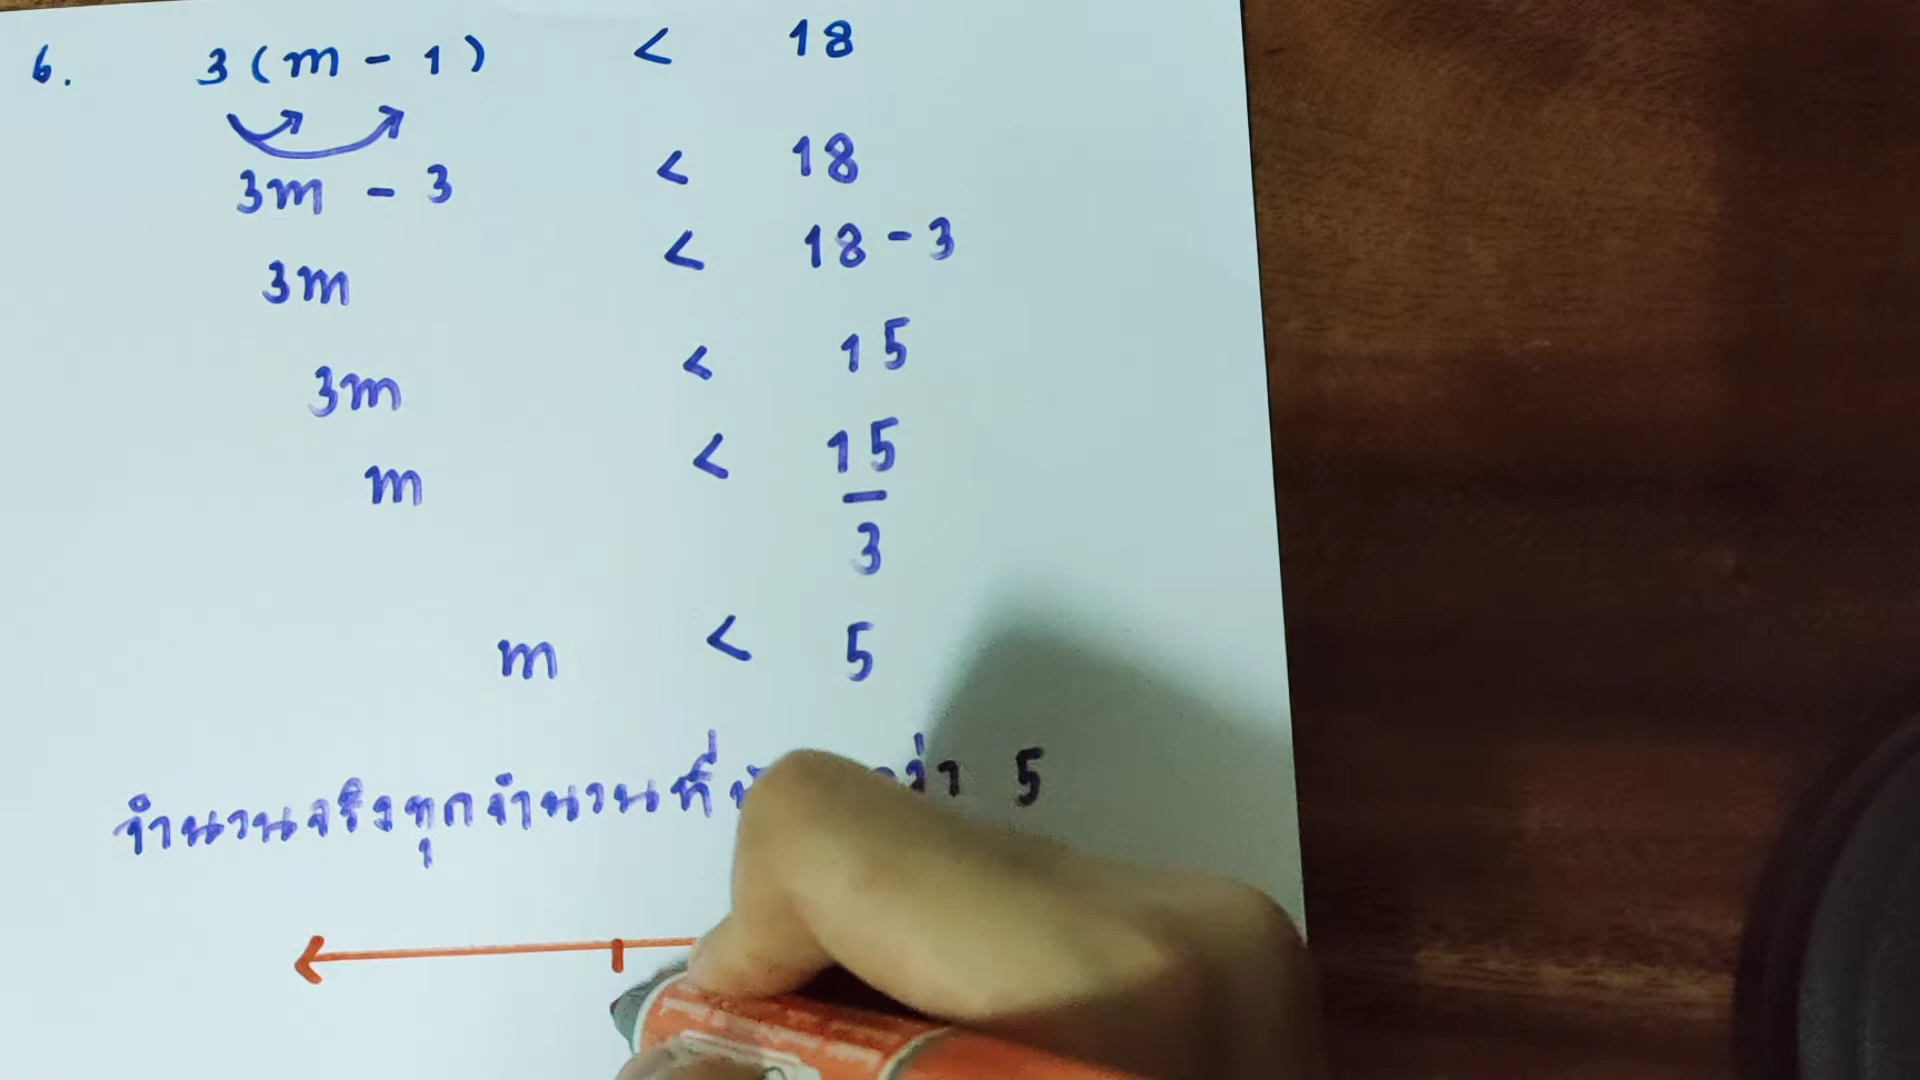 6. 3(m - 1) < 18
3m - 3 < 18
3m < 18 - 3
3m < 15
m < 15/3
m < 5
จำนวนจริงทุกจำนวนที่ 5